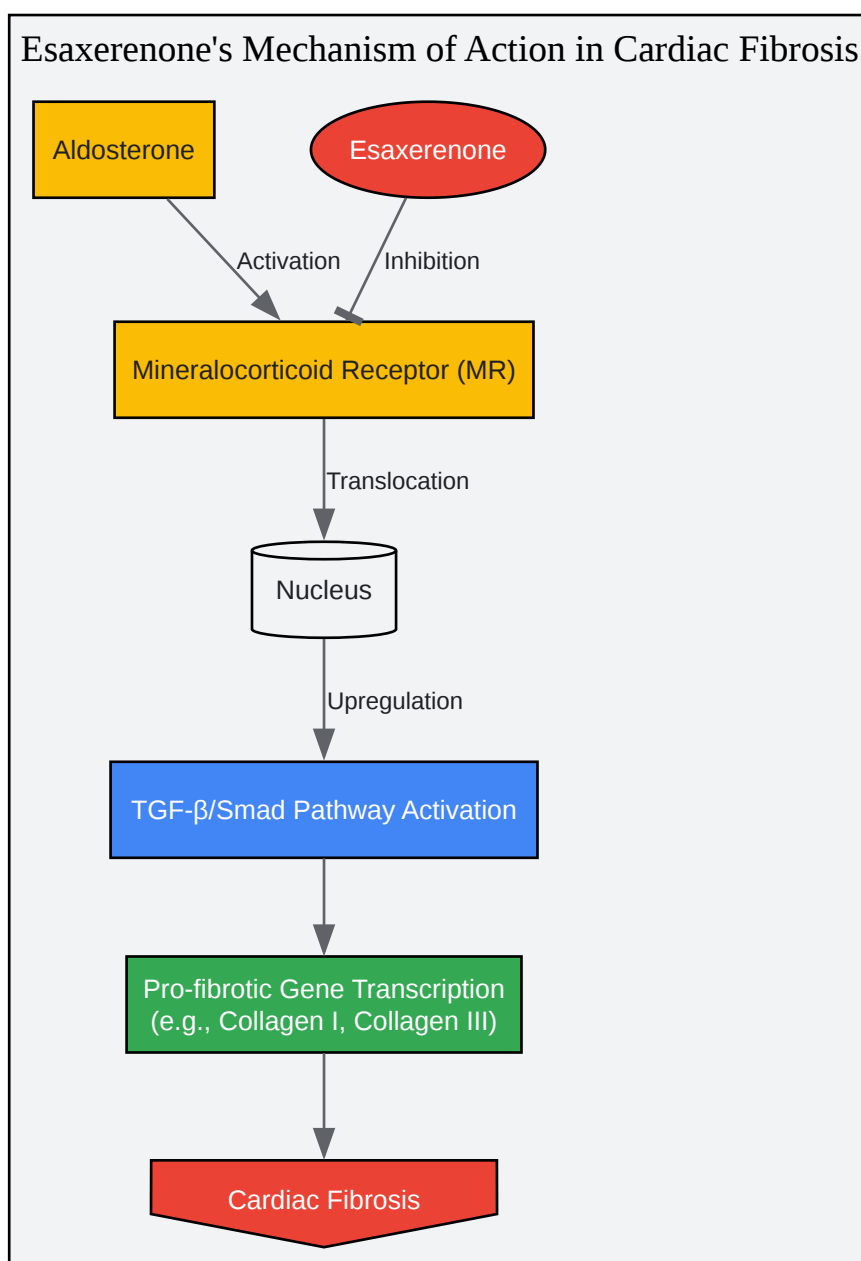 Esaxerenone's Mechanism of Action in Cardiac Fibrosis
Aldosterone
Esaxerenone
Activation
Inhibition
Mineralocorticoid Receptor (MR)
Translocation
Nucleus
Upregulation
TGF-β/Smad Pathway Activation
Pro-fibrotic Gene Transcription
(e.g., Collagen I, Collagen III)
Cardiac Fibrosis